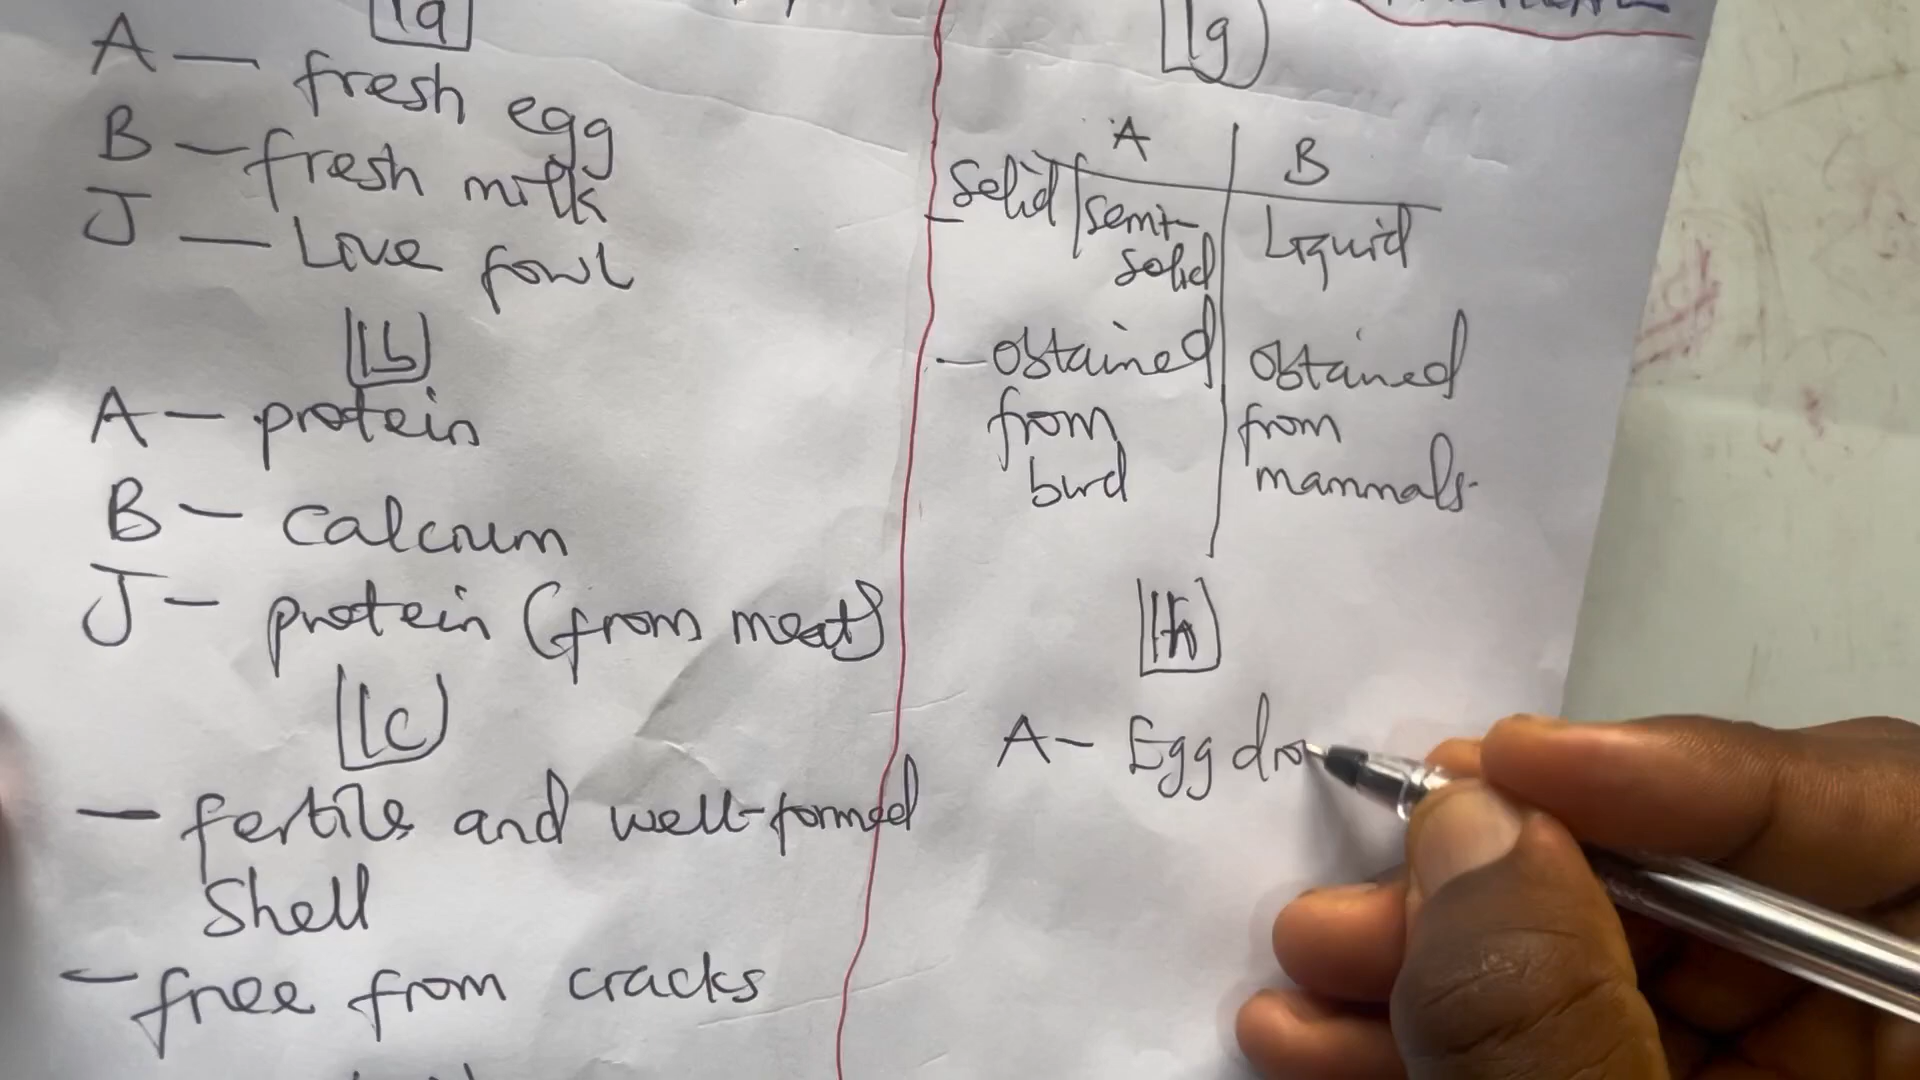 1a
A — fresh egg
B — fresh milk
J — Live fowl
1b
A — protein
B — calcium
J — protein (from meat)
1c
— fertile and well-formed
shell
— free from cracks
1g
A B
— Solid/semi- Liquid
solid
— obtained obtained
from from
bird mammals.
1h
A — Egg dro